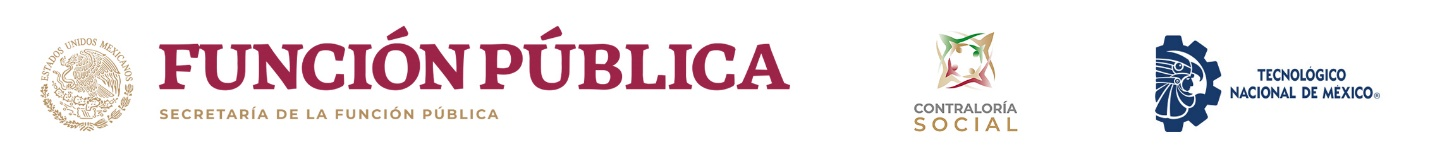 ESTADOS UNIDOS MEXICANOS
FUNCIÓN PÚBLICA
SECRETARÍA DE LA FUNCIÓN PÚBLICA
CONTRALORÍA
SOCIAL
TECNOLÓGICO
NACIONAL DE MÉXICO®